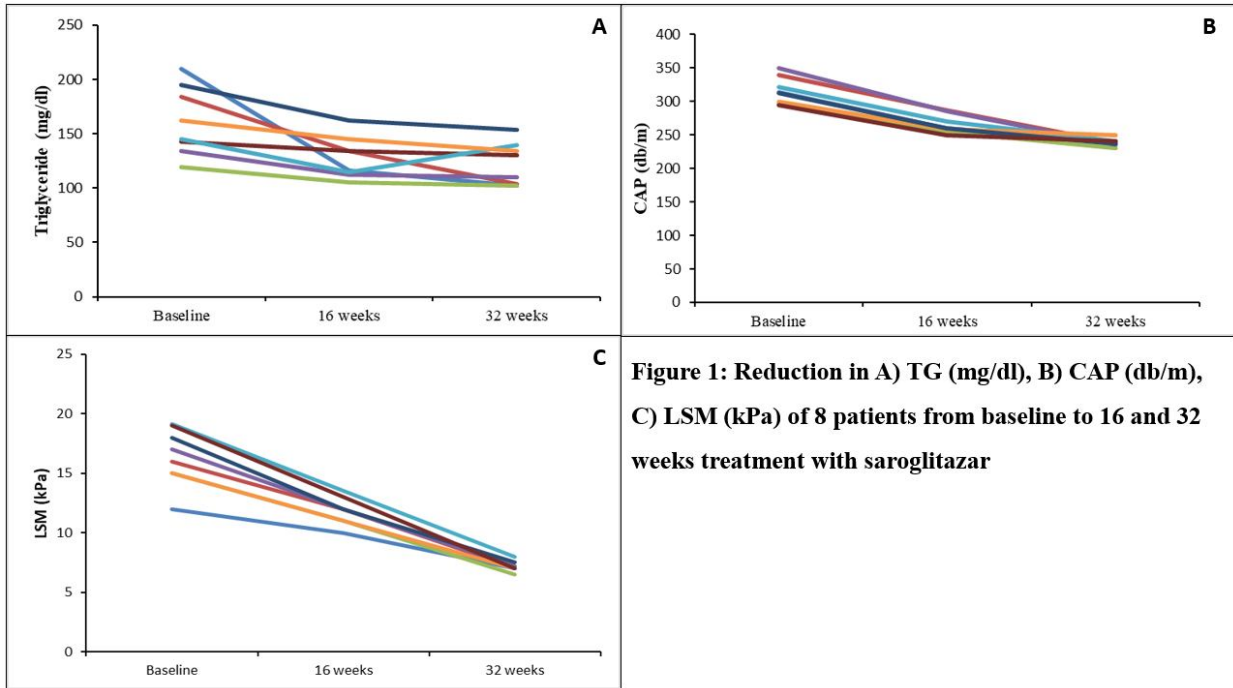 A
Triglyceride (mg/dl)
250
200
150
100
50
0
Baseline 16 weeks 32 weeks
B
CAP (db/m)
400
350
300
250
200
150
100
50
0
Baseline 16 weeks 32 weeks
C
LSM (kPa)
25
20
15
10
5
0
Baseline 16 weeks 32 weeks
Figure 1: Reduction in A) TG (mg/dl), B) CAP (db/m),
C) LSM (kPa) of 8 patients from baseline to 16 and 32
weeks treatment with saroglitazar